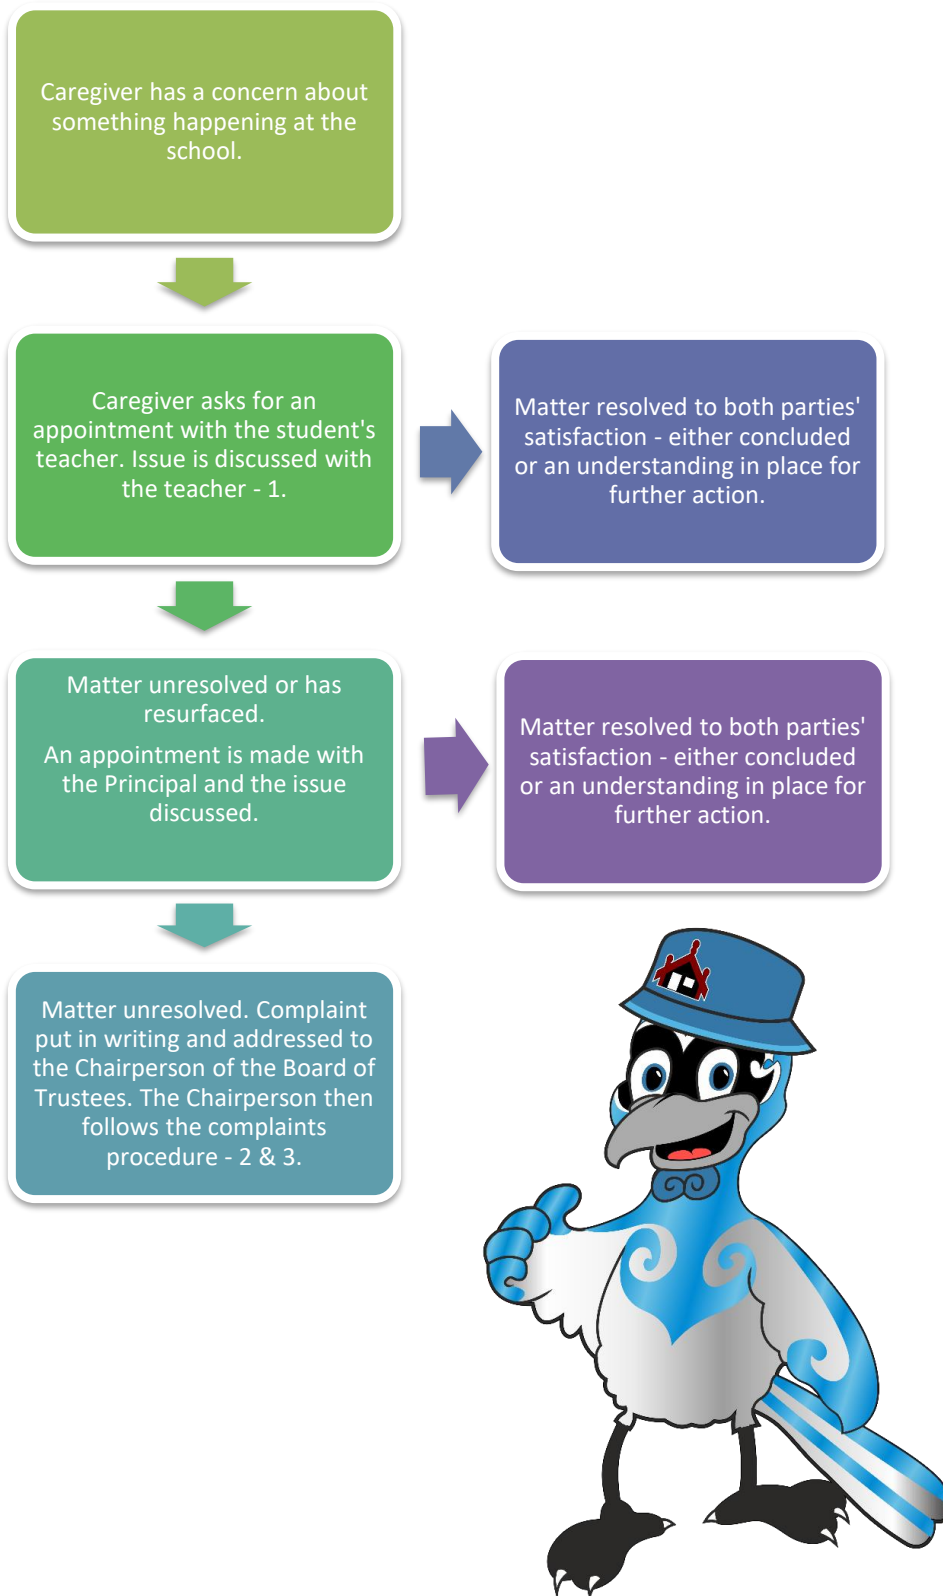 Caregiver has a concern about
something happening at the
school.
Caregiver asks for an
appointment with the student's
teacher. Issue is discussed with
the teacher - 1.
Matter resolved to both parties'
satisfaction - either concluded
or an understanding in place for
further action.
Matter unresolved or has
resurfaced.
An appointment is made with
the Principal and the issue
discussed.
Matter resolved to both parties'
satisfaction - either concluded
or an understanding in place for
further action.
Matter unresolved. Complaint
put in writing and addressed to
the Chairperson of the Board of
Trustees. The Chairperson then
follows the complaints
procedure - 2 & 3.